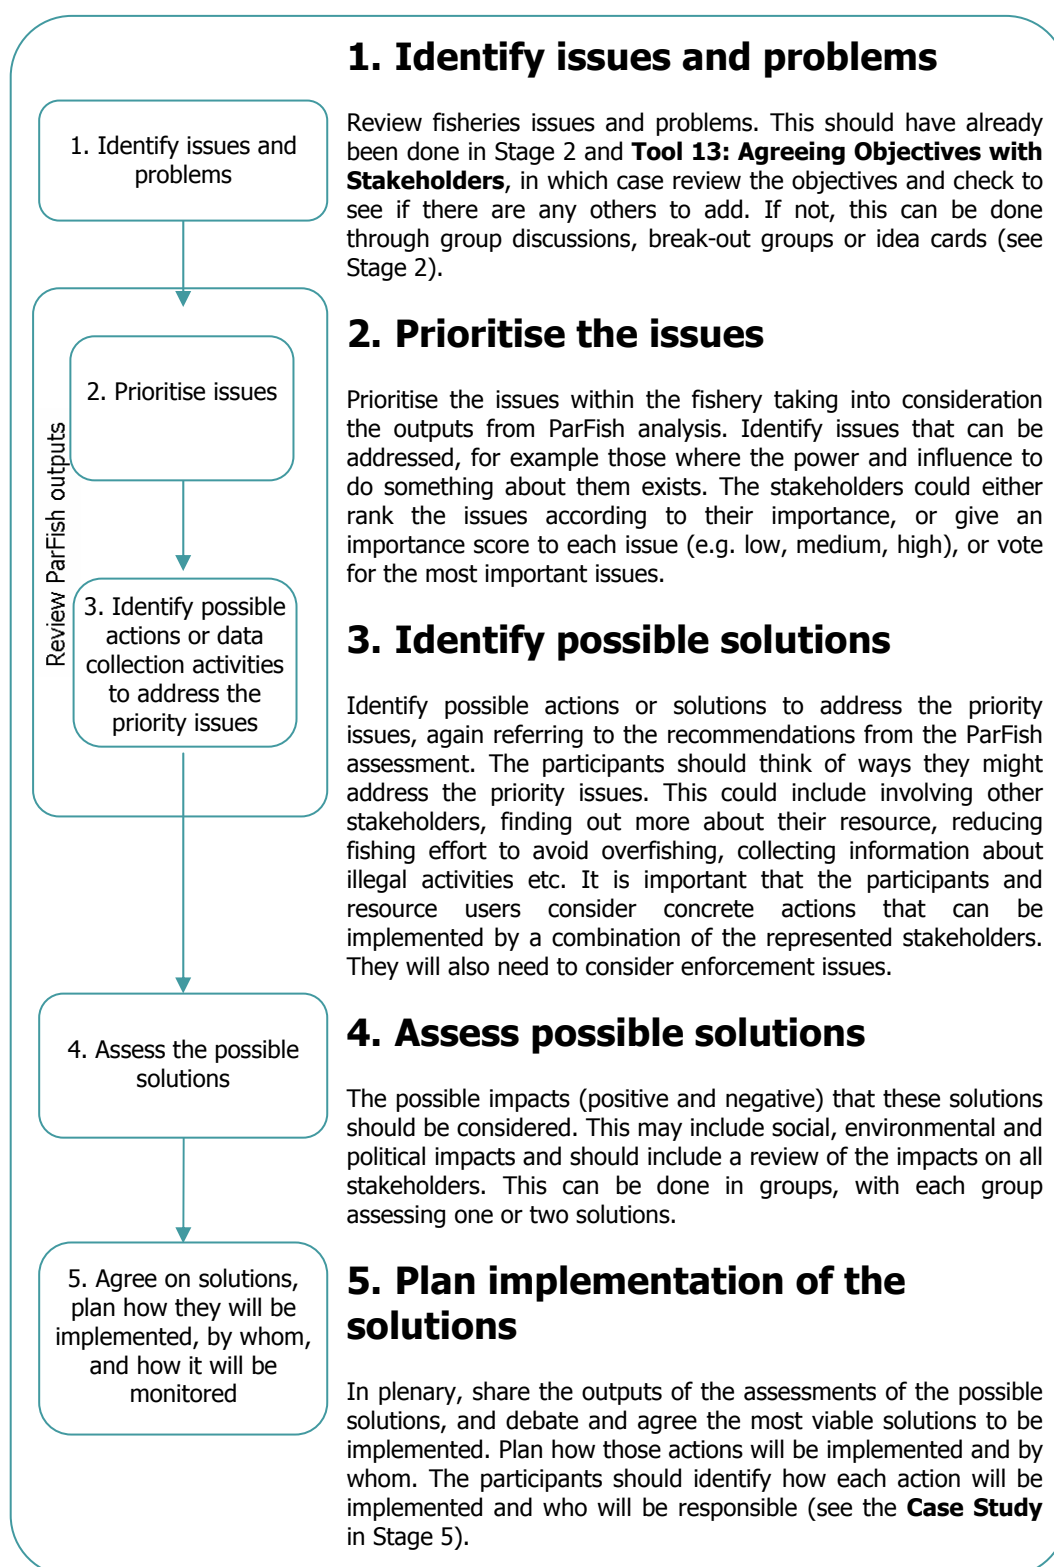 1. Identify issues and
problems
Review ParFish outputs
2. Prioritise issues
3. Identify possible
actions or data
collection activities
to address the
priority issues
4. Assess the possible
solutions
5. Agree on solutions,
plan how they will be
implemented, by whom,
and how it will be
monitored
1. Identify issues and problems
Review fisheries issues and problems. This should have already
been done in Stage 2 and Tool 13: Agreeing Objectives with
Stakeholders, in which case review the objectives and check to
see if there are any others to add. If not, this can be done
through group discussions, break-out groups or idea cards (see
Stage 2).
2. Prioritise the issues
Prioritise the issues within the fishery taking into consideration
the outputs from ParFish analysis. Identify issues that can be
addressed, for example those where the power and influence to
do something about them exists. The stakeholders could either
rank the issues according to their importance, or give an
importance score to each issue (e.g. low, medium, high), or vote
for the most important issues.
3. Identify possible solutions
Identify possible actions or solutions to address the priority
issues, again referring to the recommendations from the ParFish
assessment. The participants should think of ways they might
address the priority issues. This could include involving other
stakeholders, finding out more about their resource, reducing
fishing effort to avoid overfishing, collecting information about
illegal activities etc. It is important that the participants and
resource users consider concrete actions that can be
implemented by a combination of the represented stakeholders.
They will also need to consider enforcement issues.
4. Assess possible solutions
The possible impacts (positive and negative) that these solutions
should be considered. This may include social, environmental and
political impacts and should include a review of the impacts on all
stakeholders. This can be done in groups, with each group
assessing one or two solutions.
5. Plan implementation of the
solutions
In plenary, share the outputs of the assessments of the possible
solutions, and debate and agree the most viable solutions to be
implemented. Plan how those actions will be implemented and by
whom. The participants should identify how each action will be
implemented and who will be responsible (see the Case Study
in Stage 5).